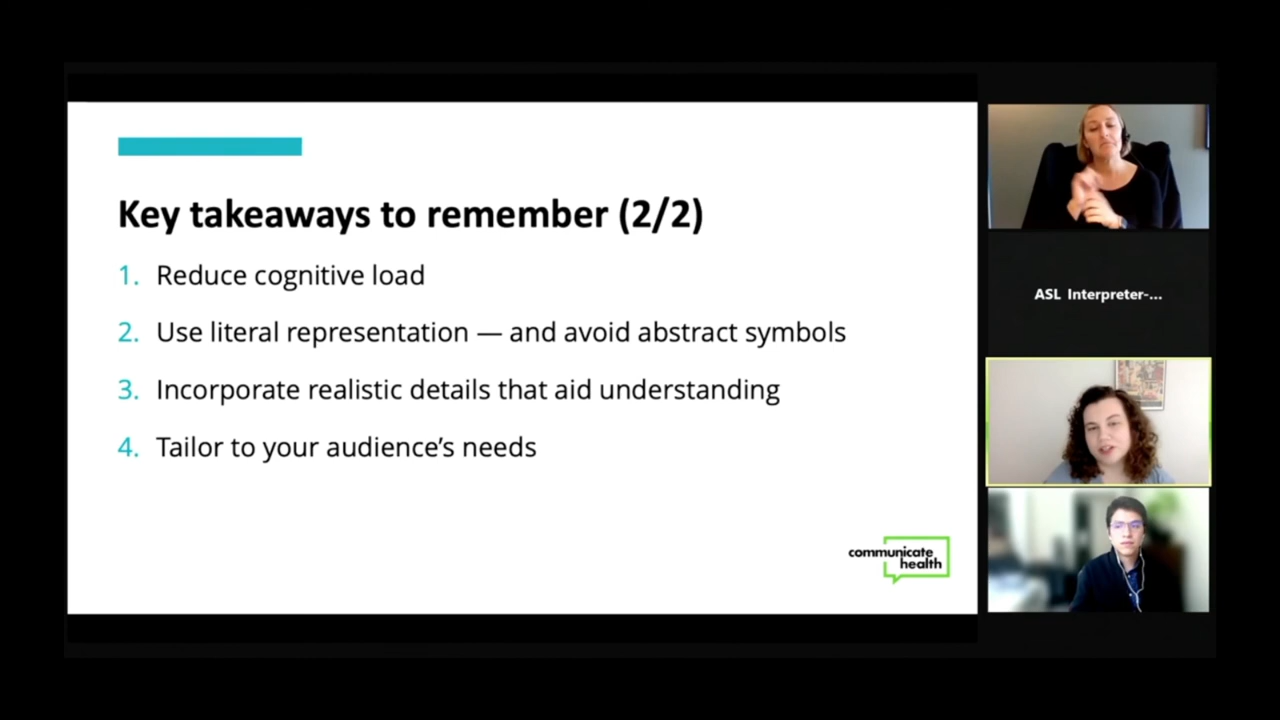 Key takeaways to remember (2/2)
1. Reduce cognitive load
2. Use literal representation — and avoid abstract symbols
3. Incorporate realistic details that aid understanding
4. Tailor to your audience’s needs
communicate
health
ASL Interpreter-...